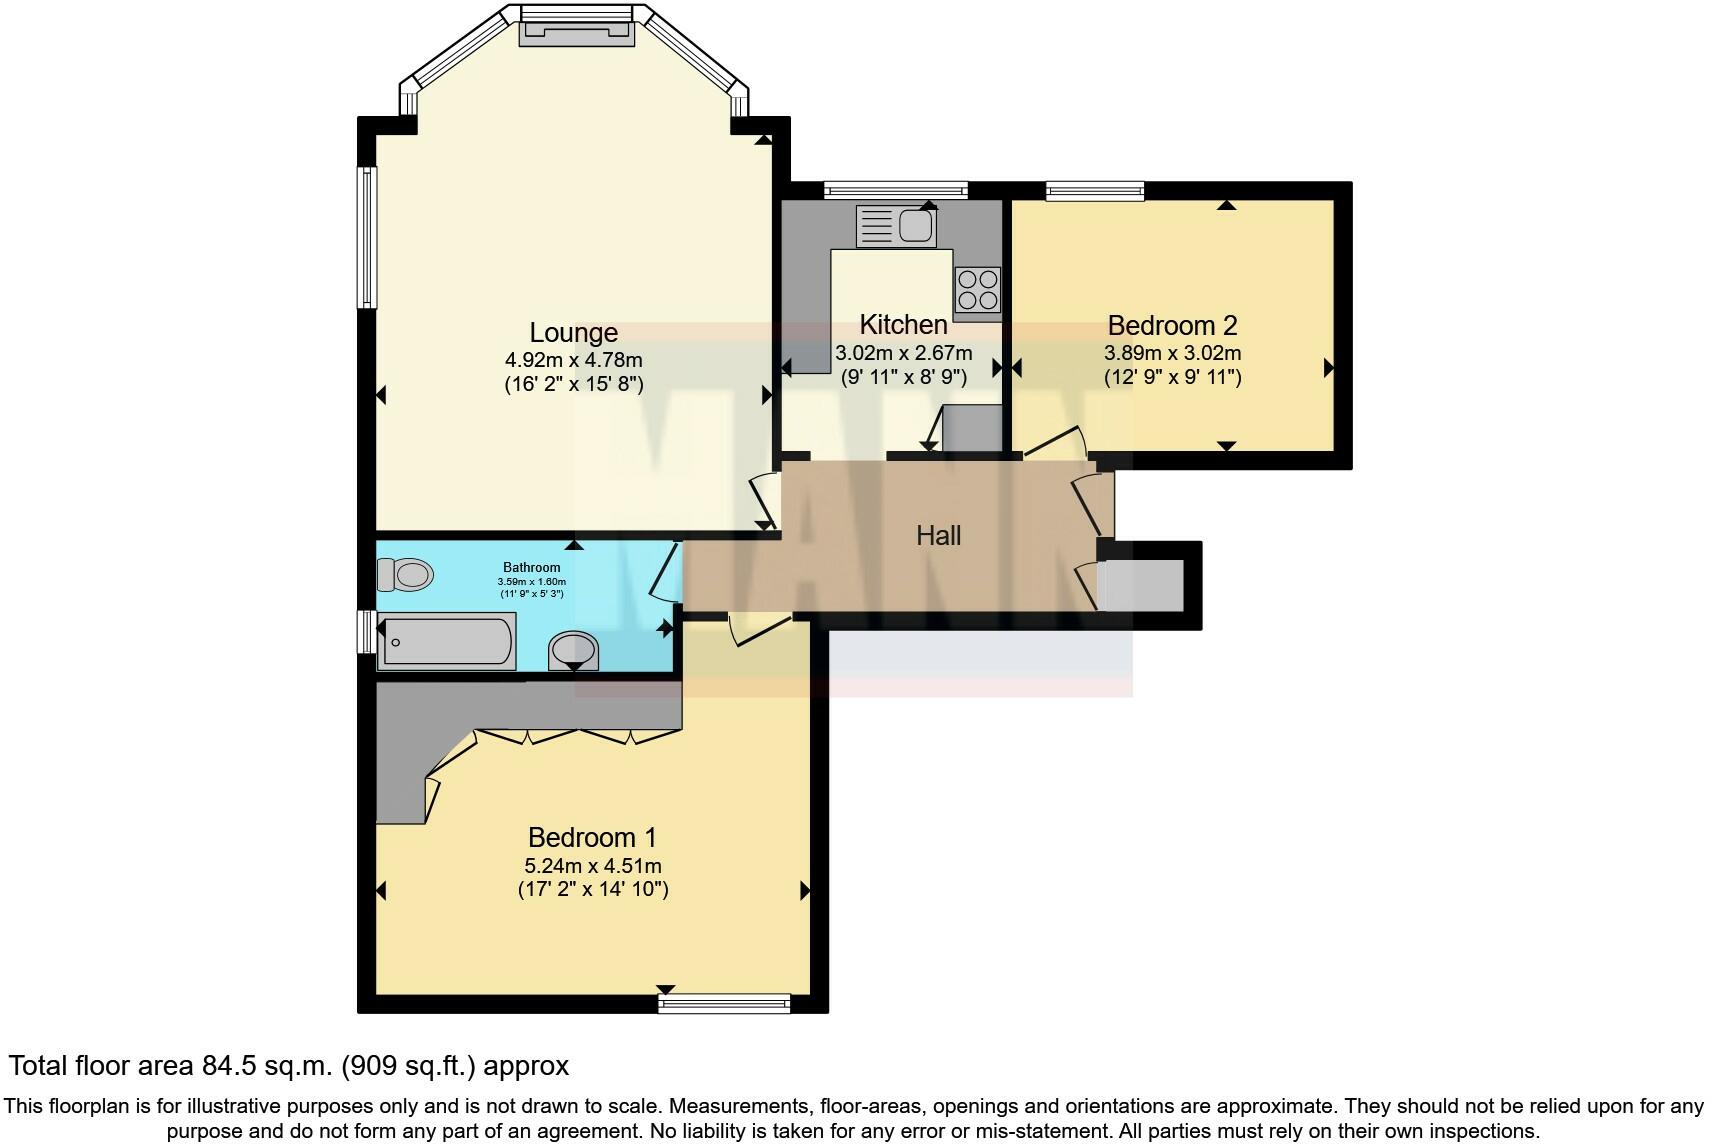 Lounge
4.92m x 4.78m
(16' 2" x 15' 8")
Kitchen
3.02m x 2.67m
(9' 11" x 8' 9")
Bedroom 2
3.89m x 3.02m
(12' 9" x 9' 11")
MANN
Hall
Bathroom
3.59m x 1.60m
(11' 9" x 5' 3")
Bedroom 1
5.24m x 4.51m
(17' 2" x 14' 10")
Total floor area 84.5 sq.m. (909 sq.ft.) approx
This floorplan is for illustrative purposes only and is not drawn to scale. Measurements, floor-areas, openings and orientations are approximate. They should not be relied upon for any
purpose and do not form any part of an agreement. No liability is taken for any error or mis-statement. All parties must rely on their own inspections.